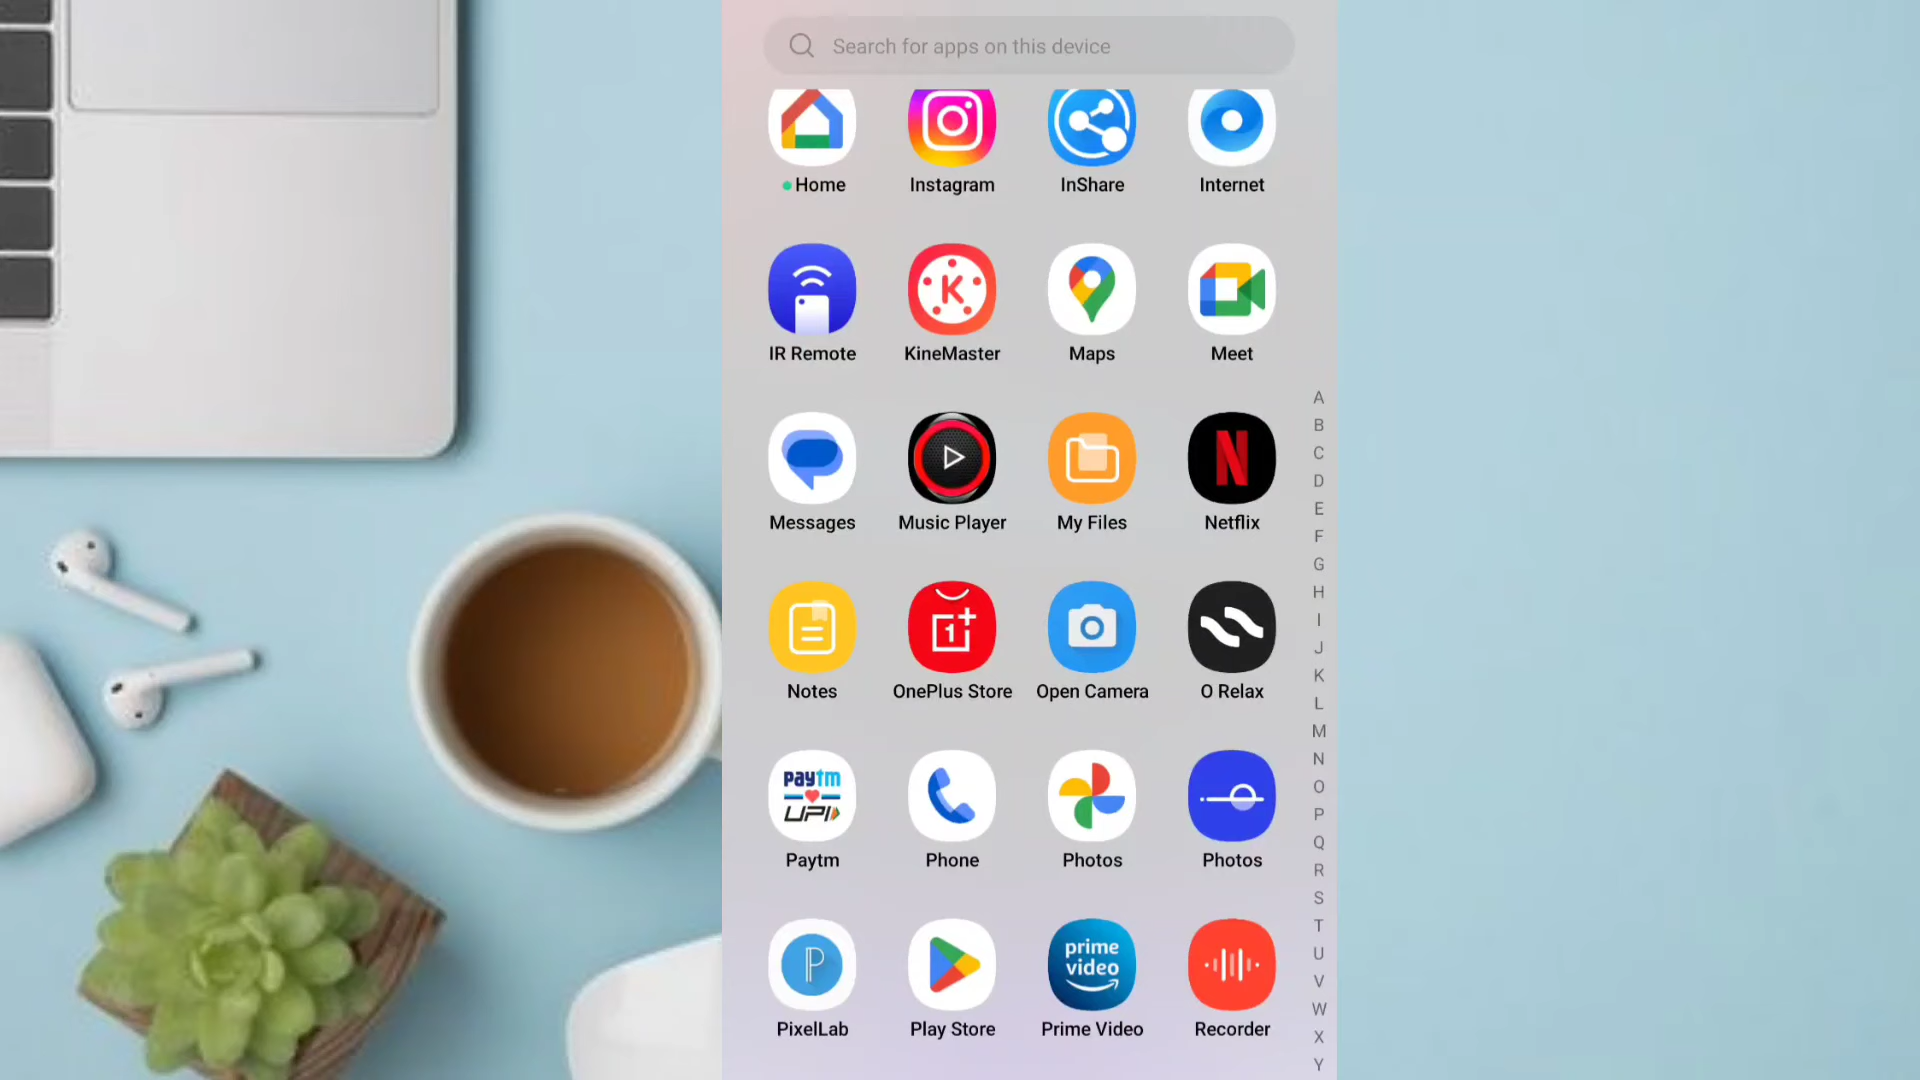 Search for apps on this device
Home Instagram InShare Internet
IR Remote KineMaster Maps Meet
Messages Music Player My Files Netflix
Notes OnePlus Store Open Camera O Relax
paytm
UPI
Paytm Phone Photos Photos
prime
video
PixelLab Play Store Prime Video Recorder
A
B
C
D
E
F
G
H
I
J
K
L
M
N
O
P
Q
R
S
T
U
V
W
X
Y